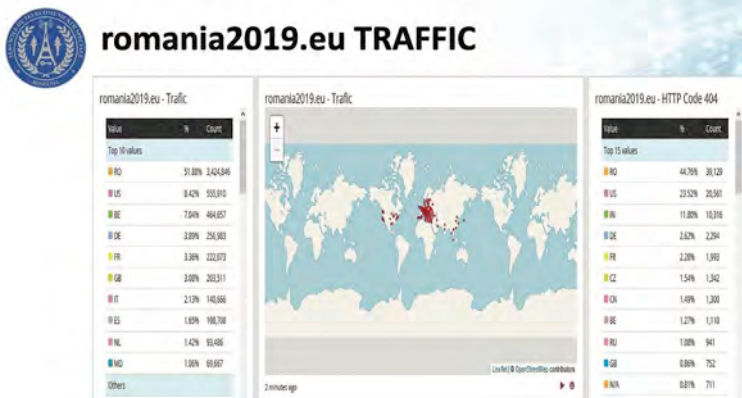 romania2019.eu TRAFFIC
romania2019.eu - Trafic
Value % Count
Top 10 values
RO 51.88% 3,424,846
US 8.42% 555,910
BE 7.04% 464,657
DE 3.89% 256,983
FR 3.36% 222,073
GB 3.08% 203,511
IT 2.13% 140,666
ES 1.65% 108,708
NL 1.42% 93,486
MD 1.06% 69,667
Others
romania2019.eu - Trafic
+
-
Leaflet | © OpenStreetMap contributors
2 minutes ago
romania2019.eu - HTTP Code 404
Value % Count
Top 15 values
RO 44.76% 39,129
US 23.52% 20,561
IN 11.80% 10,316
DE 2.62% 2,294
FR 2.28% 1,993
CZ 1.54% 1,342
CN 1.49% 1,300
BE 1.27% 1,110
RU 1.08% 941
GB 0.86% 752
N/A 0.81% 711